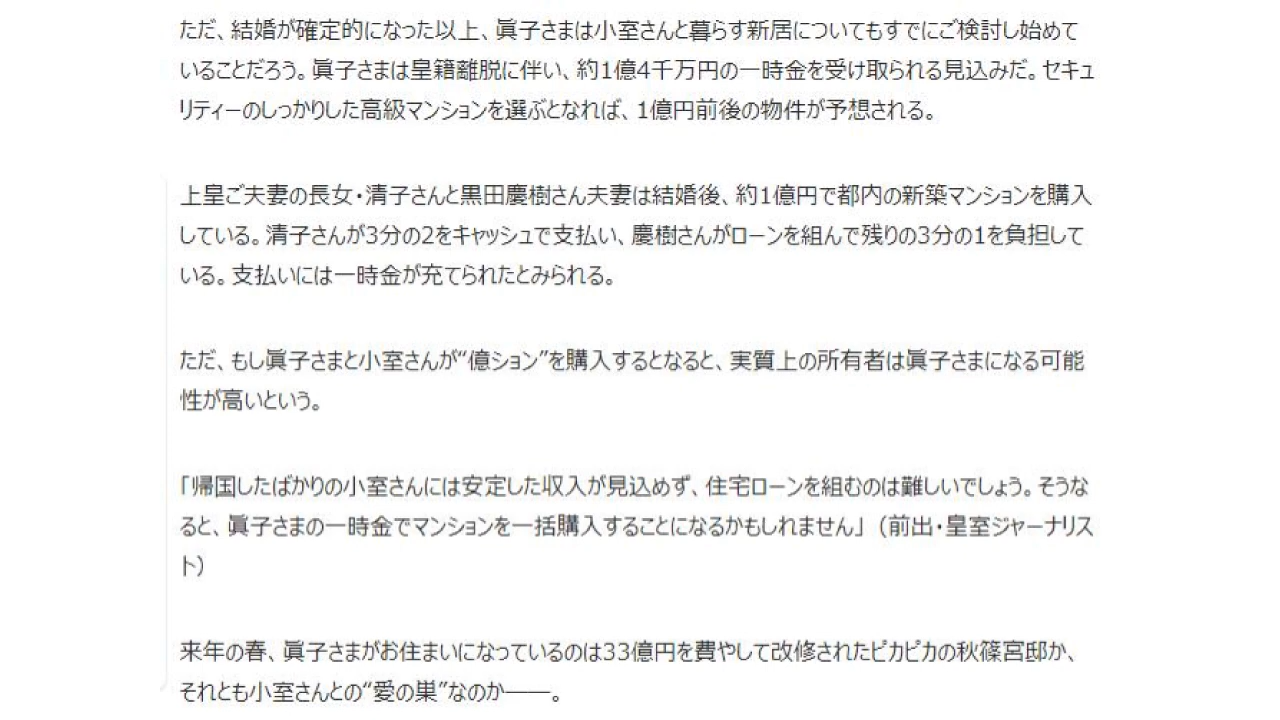 ただ、結婚が確定的になった以上、眞子さまは小室さんと暮らす新居についてもすでにご検討し始めて
いることだろう。眞子さまは皇籍離脱に伴い、約1億4千万円の一時金を受け取られる見込みだ。セキュ
リティーのしっかりした高級マンションを選ぶとなれば、1億円前後の物件が予想される。
上皇ご夫妻の長女・清子さんと黒田慶樹さん夫妻は結婚後、約1億円で都内の新築マンションを購入
している。清子さんが3分の2をキャッシュで支払い、慶樹さんがローンを組んで残りの3分の1を負担して
いる。支払いには一時金が充てられたとみられる。
ただ、もし眞子さまと小室さんが“億ション”を購入するとなると、実質上の所有者は眞子さまになる可能
性が高いという。
「帰国したばかりの小室さんには安定した収入が見込めず、住宅ローンを組むのは難しいでしょう。そうな
ると、眞子さまの一時金でマンションを一括購入することになるかもしれません」（前出・皇室ジャーナリス
ト）
来年の春、眞子さまがお住まいになっているのは33億円を費やして改修されたピカピカの秋篠宮邸か、
それとも小室さんとの“愛の巣”なのか――。